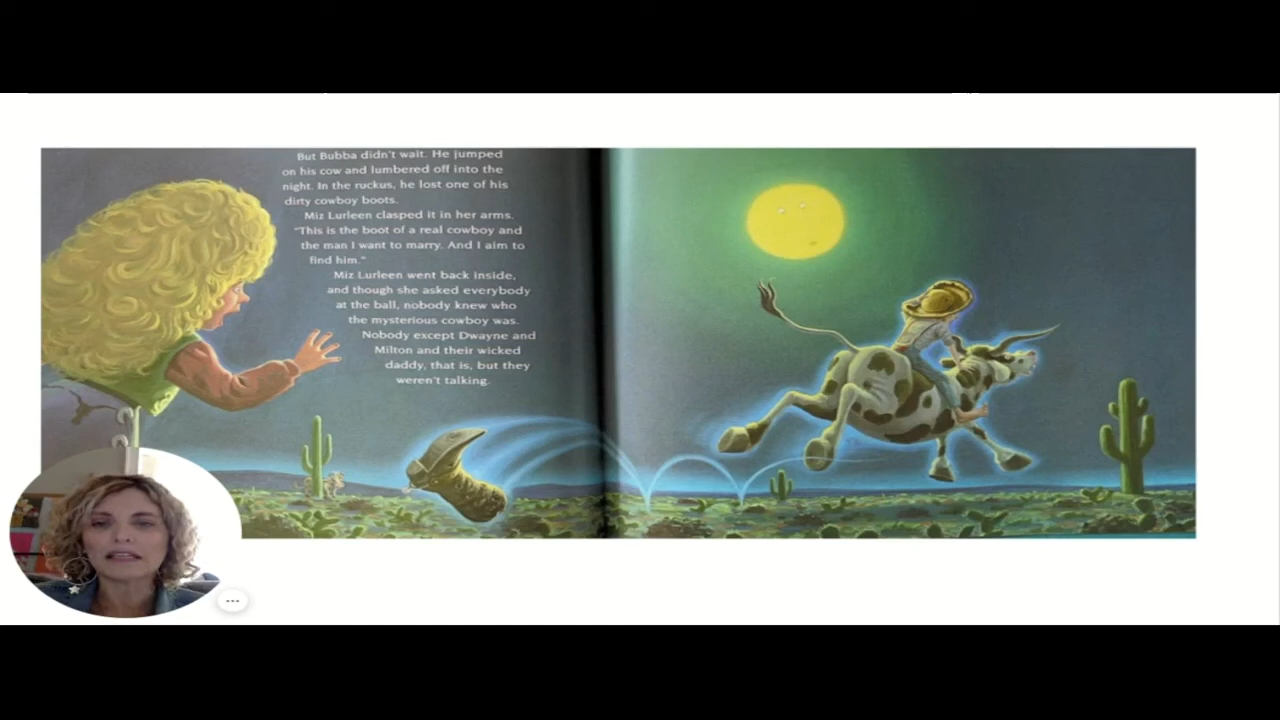 But Bubba didn't wait. He jumped
on his cow and lumbered off into the
night. In the ruckus, he lost one of his
dirty cowboy boots.
Miz Lurleen clasped it in her arms.
"This is the boot of a real cowboy and
the man I want to marry. And I aim to
find him."
Miz Lurleen went back inside,
and though she asked everybody
at the ball, nobody knew who
the mysterious cowboy was.
Nobody except Dwayne and
Milton and their wicked
daddy, that is, but they
weren't talking.